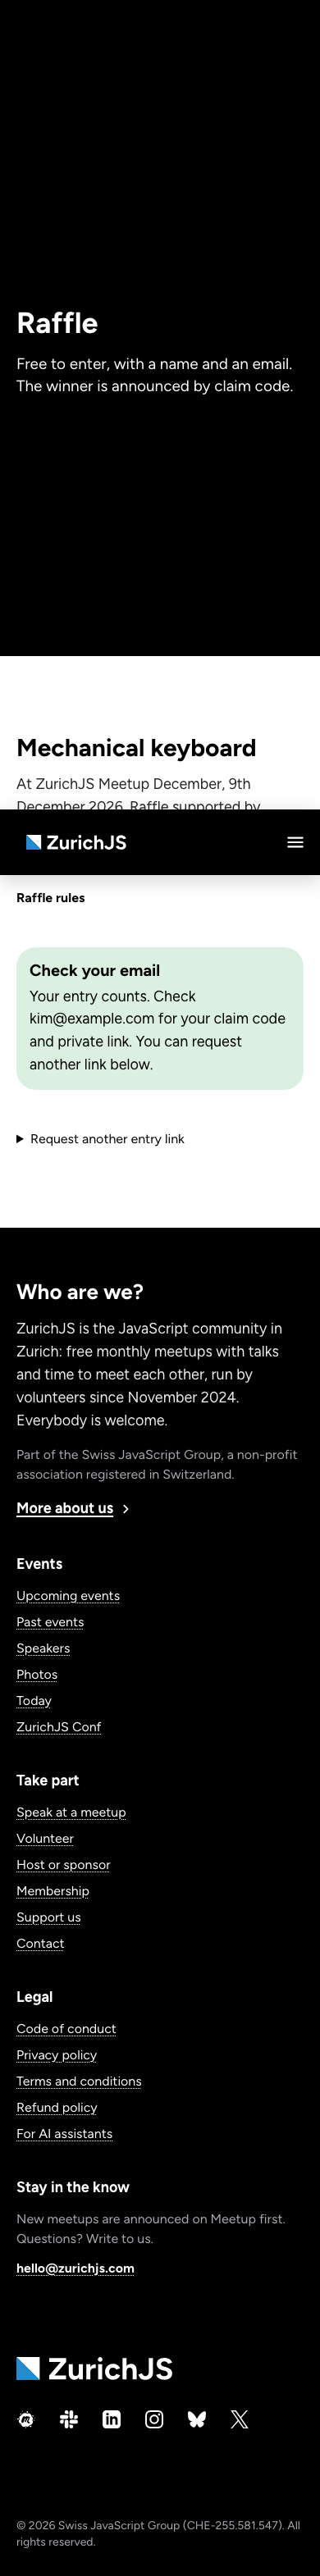 Raffle
Free to enter, with a name and an email.
The winner is announced by claim code.
Mechanical keyboard
At ZurichJS Meetup December, 9th
December 2026. Raffle supported by
ZurichJS
Raffle rules
Check your email
Your entry counts. Check
kim@example.com for your claim code
and private link. You can request
another link below.
Request another entry link
Who are we?
ZurichJS is the JavaScript community in
Zurich: free monthly meetups with talks
and time to meet each other, run by
volunteers since November 2024.
Everybody is welcome.
Part of the Swiss JavaScript Group, a non-profit
association registered in Switzerland.
More about us
Events
Upcoming events
Past events
Speakers
Photos
Today
ZurichJS Conf
Take part
Speak at a meetup
Volunteer
Host or sponsor
Membership
Support us
Contact
Legal
Code of conduct
Privacy policy
Terms and conditions
Refund policy
For AI assistants
Stay in the know
New meetups are announced on Meetup first.
Questions? Write to us.
hello@zurichjs.com
ZurichJS
© 2026 Swiss JavaScript Group (CHE-255.581.547). All
rights reserved.